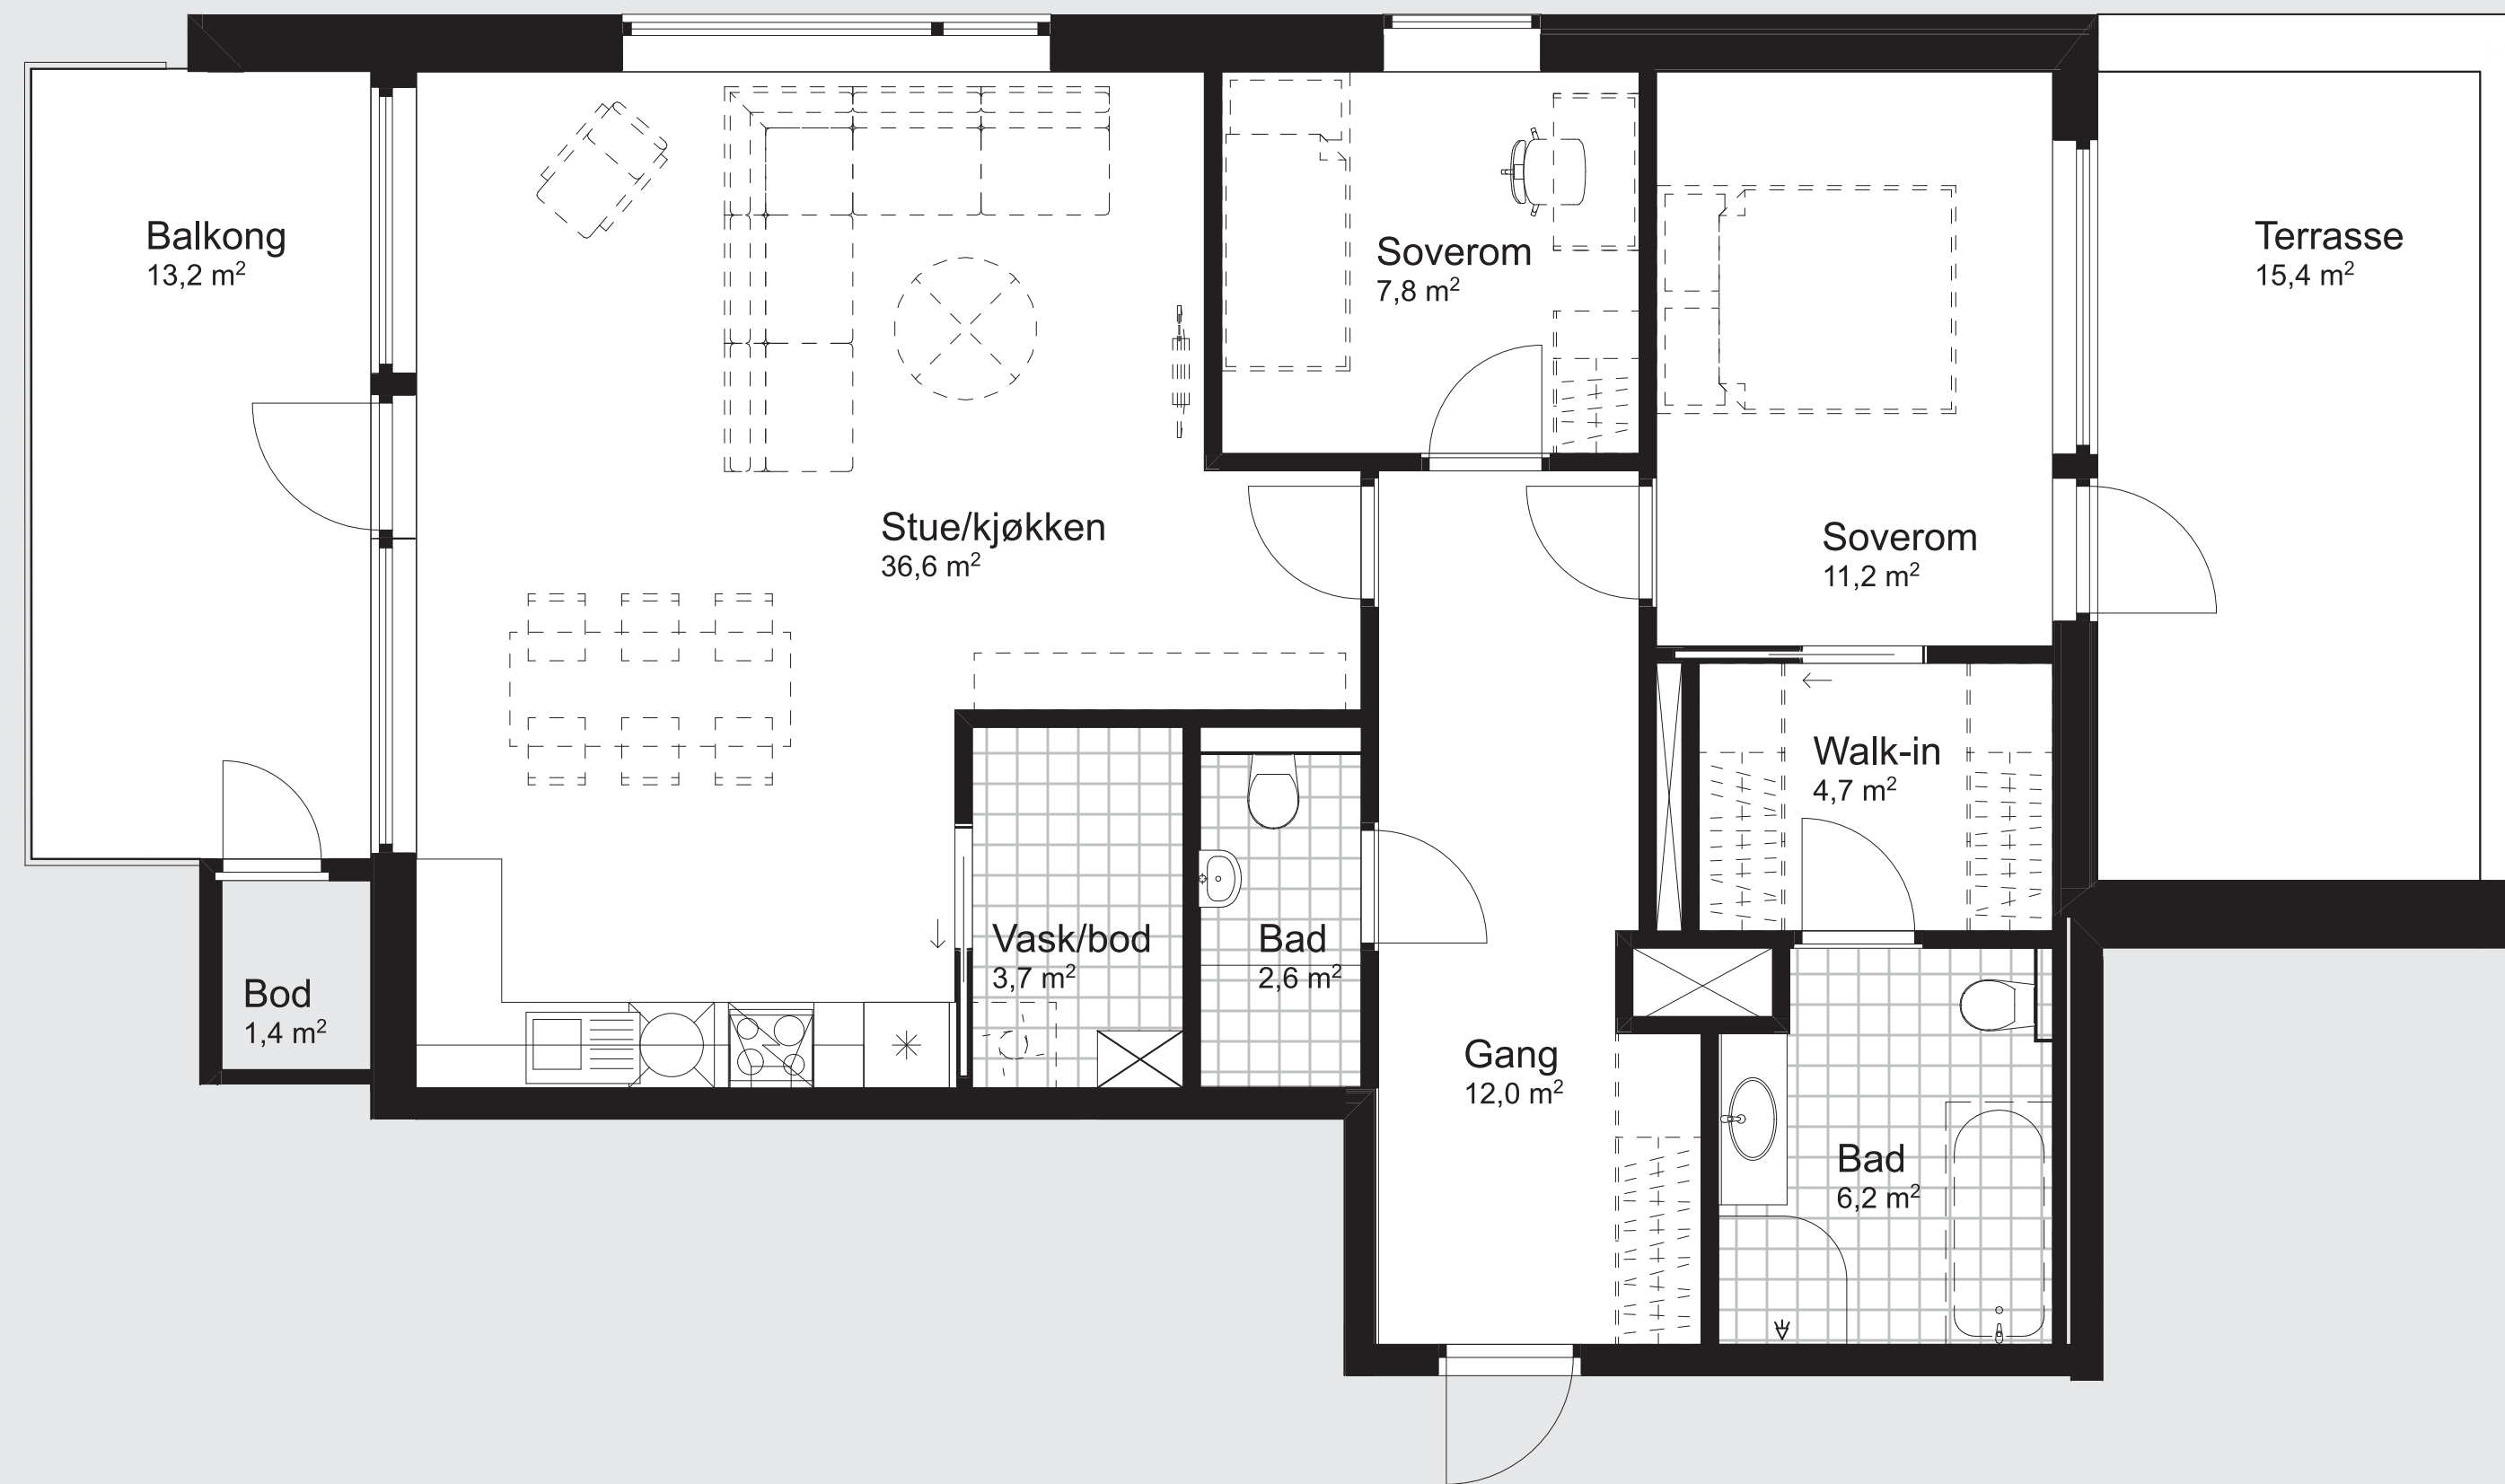 Balkong
13,2 m²
Soverom
7,8 m²
Terrasse
15,4 m²
Stue/kjøkken
36,6 m²
Soverom
11,2 m²
Walk-in
4,7 m²
Vask/bod
3,7 m²
Bad
2,6 m²
Bod
1,4 m²
Gang
12,0 m²
Bad
6,2 m²